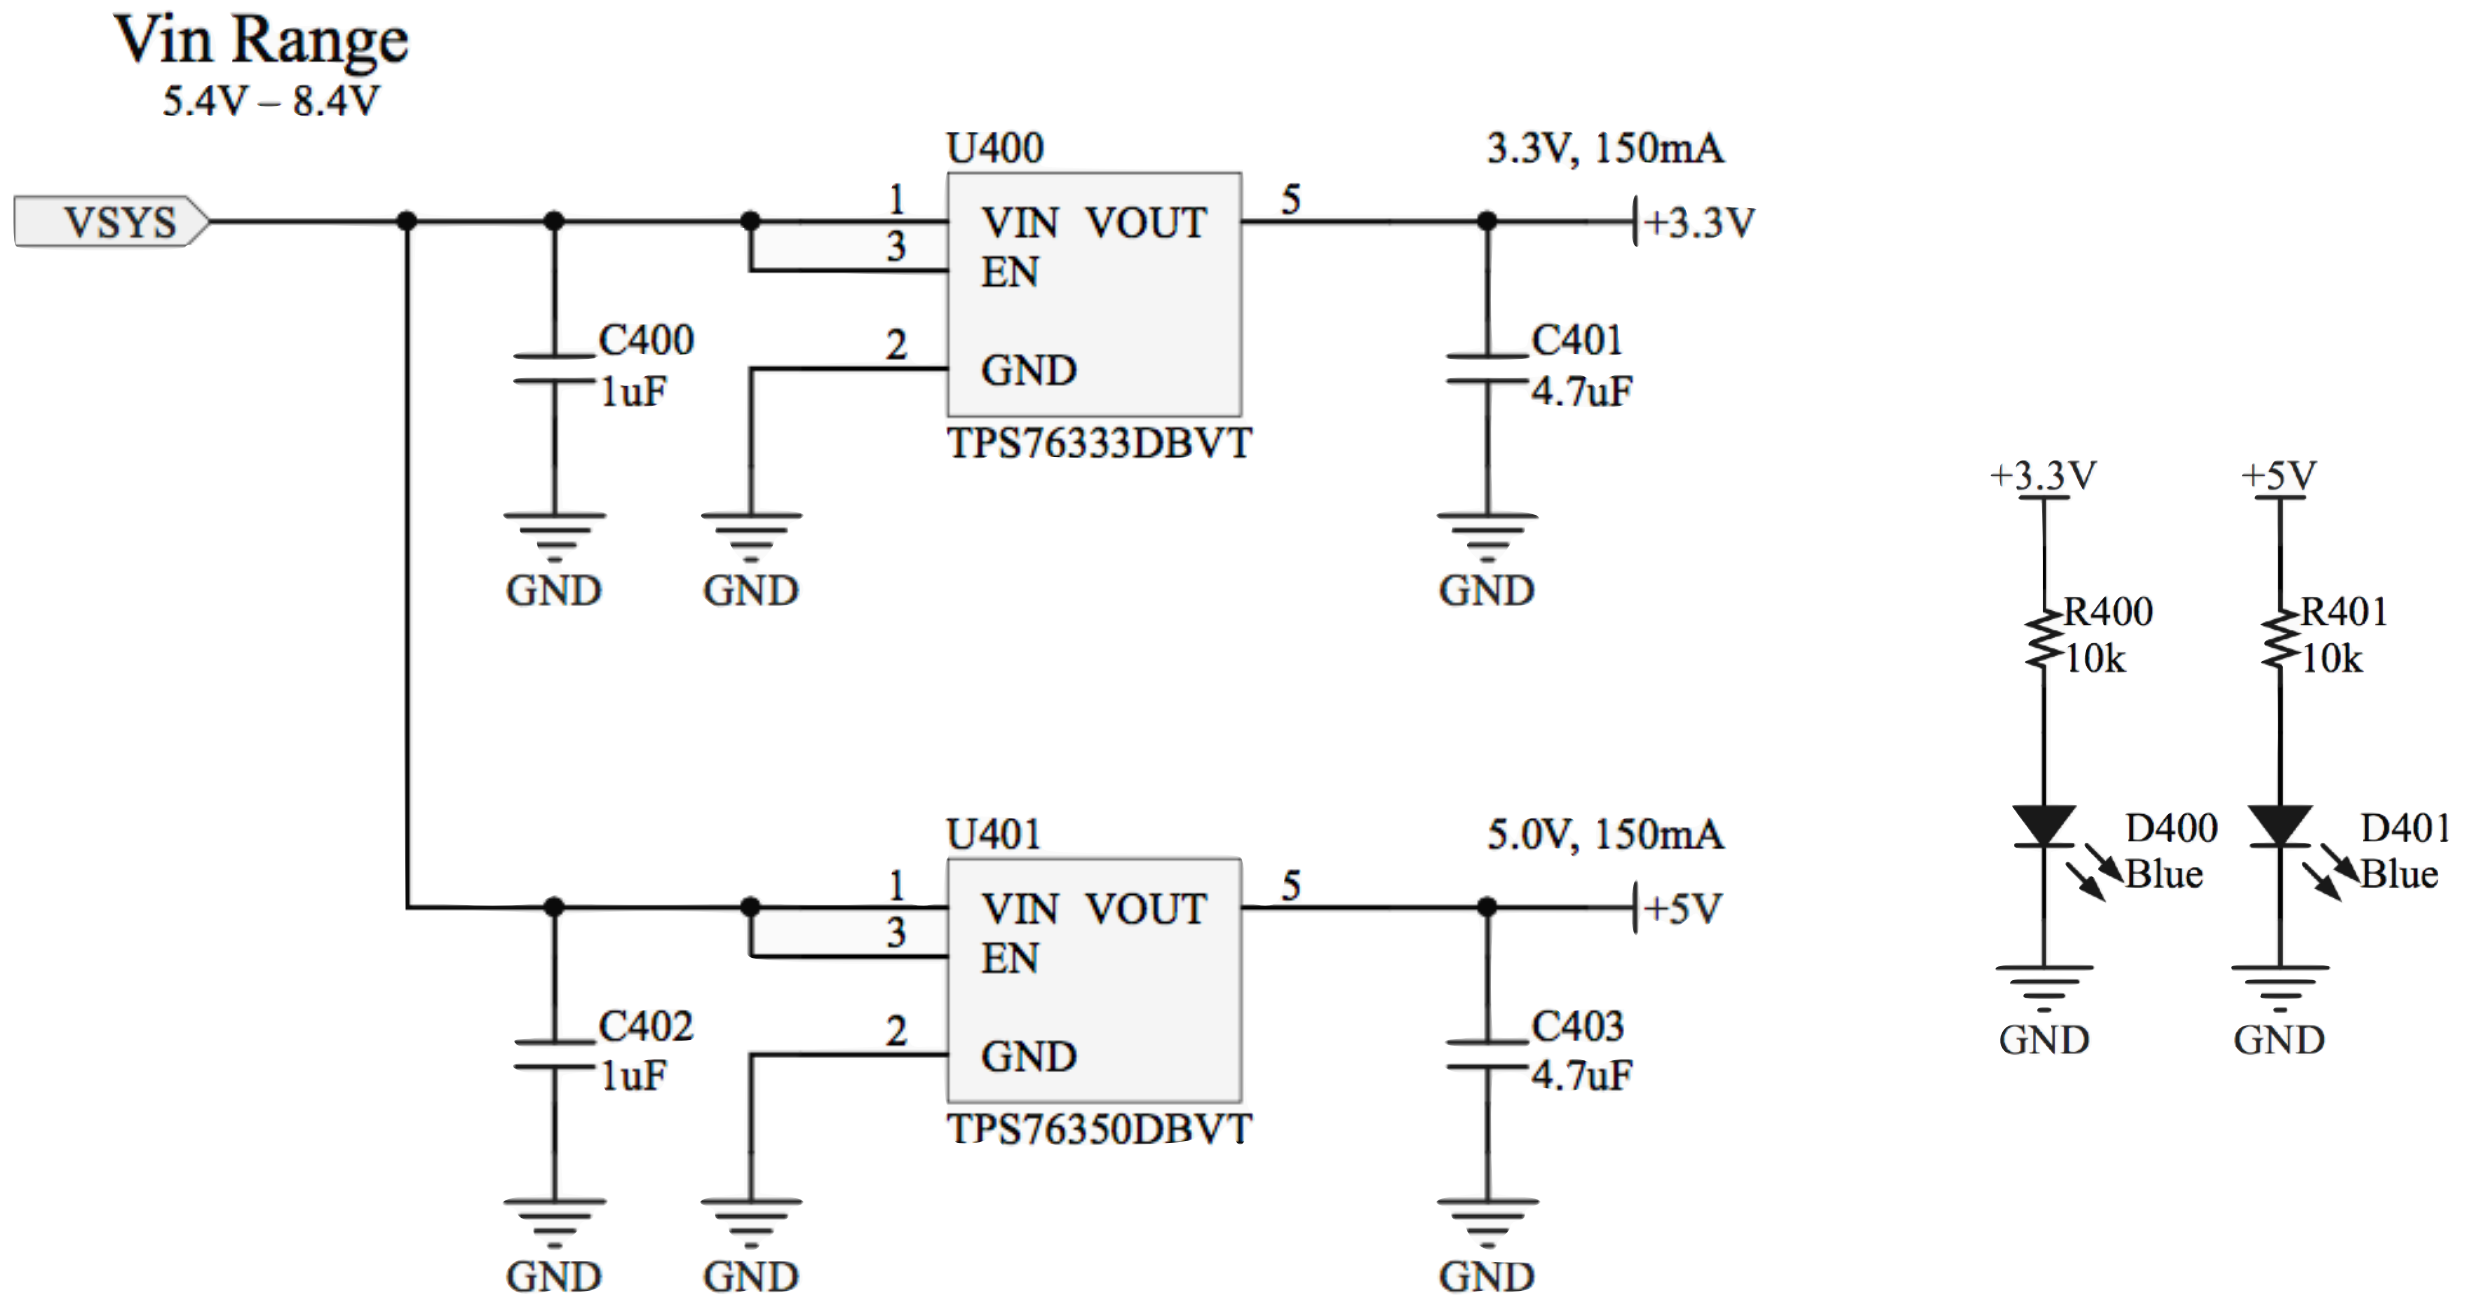 Vin Range
5.4V – 8.4V
VSYS
U400
1
3
2
VIN VOUT
EN
GND
5
TPS76333DBVT
3.3V, 150mA
+3.3V
C400
1uF
C401
4.7uF
GND
GND
GND
U401
1
3
2
VIN VOUT
EN
GND
5
TPS76350DBVT
5.0V, 150mA
+5V
C402
1uF
C403
4.7uF
GND
GND
GND
+3.3V
R400
10k
D400
Blue
GND
+5V
R401
10k
D401
Blue
GND